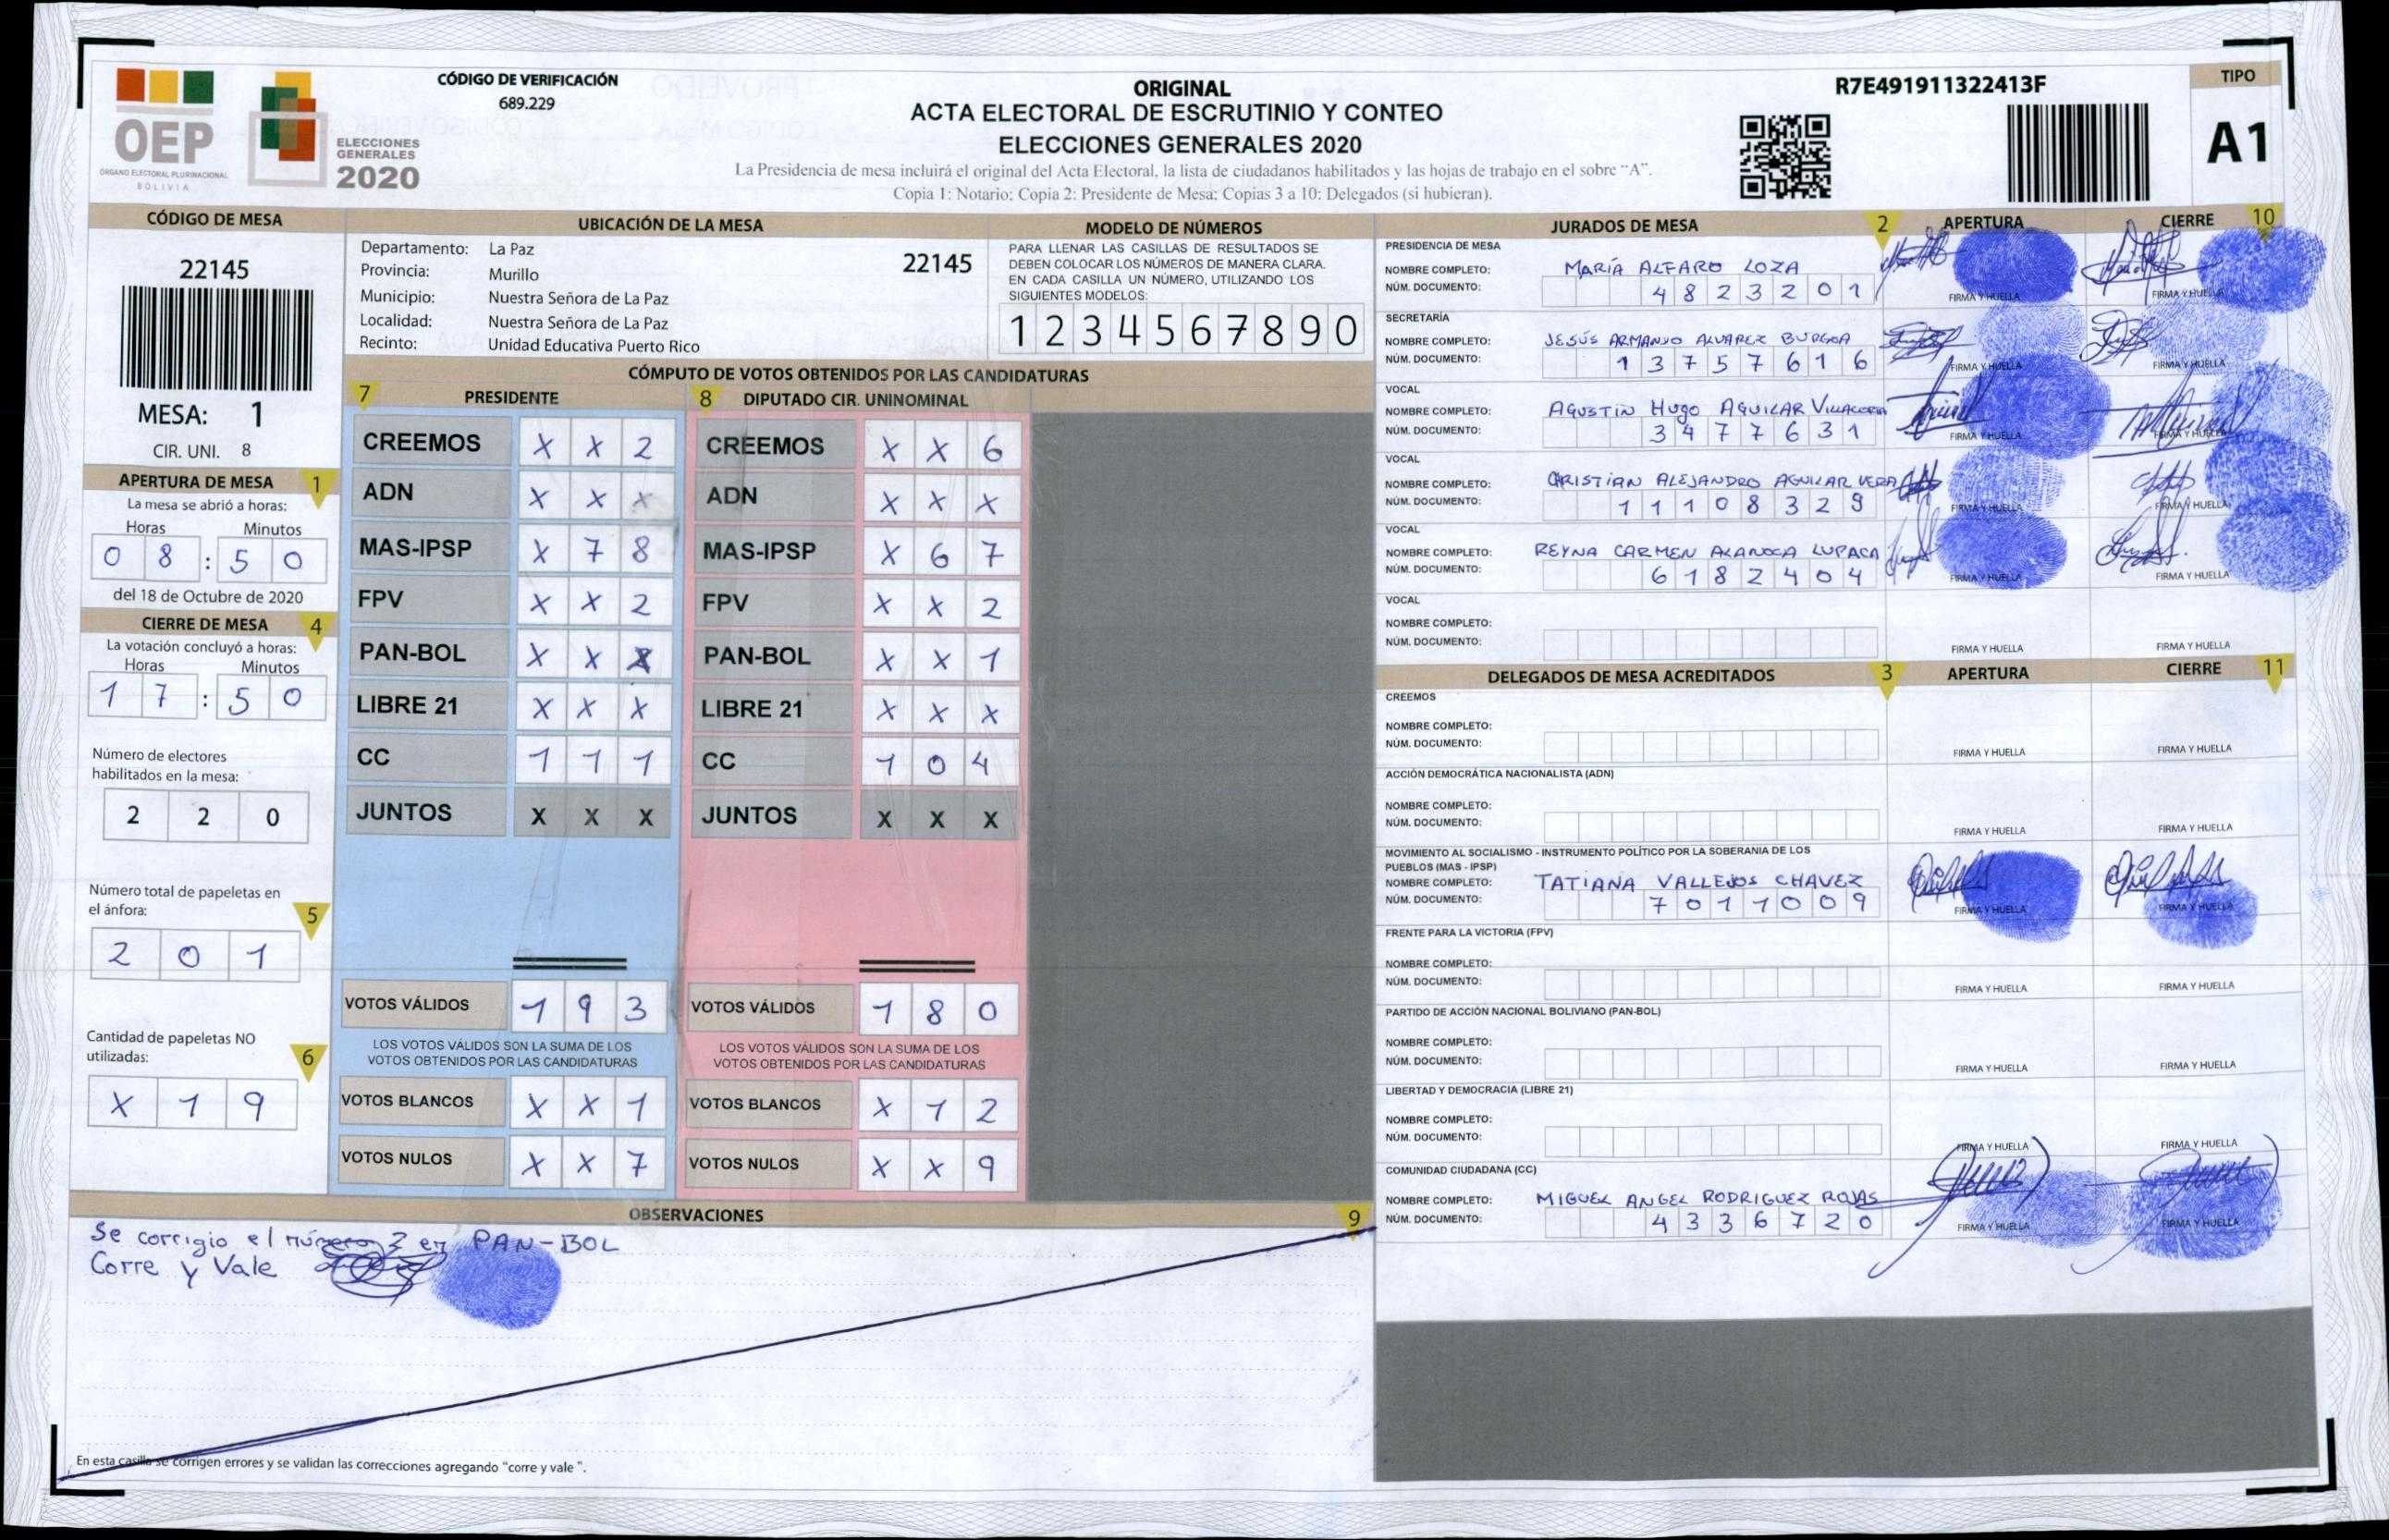 OEP
ÓRGANO ELECTORAL PLURINACIONAL
BOLIVIA
ELECCIONES
GENERALES
2020
CÓDIGO DE VERIFICACIÓN
689.229
ORIGINAL
ACTA ELECTORAL DE ESCRUTINIO Y CONTEO
ELECCIONES GENERALES 2020
La Presidencia de mesa incluirá el original del Acta Electoral, la lista de ciudadanos habilitados y las hojas de trabajo en el sobre "A".
Copia 1: Notario; Copia 2: Presidente de Mesa; Copias 3 a 10: Delegados (si hubieran).
R7E491911322413F
TIPO
A1
CÓDIGO DE MESA
22145
MESA: 1
CIR. UNI. 8
APERTURA DE MESA 1
La mesa se abrió a horas:
Horas Minutos
0 8 : 5 0
del 18 de Octubre de 2020
CIERRE DE MESA 4
La votación concluyó a horas:
Horas Minutos
1 7 : 5 0
Número de electores
habilitados en la mesa:
2 2 0
Número total de papeletas en
el ánfora: 5
2 0 1
Cantidad de papeletas NO
utilizadas: 6
X 1 9
UBICACIÓN DE LA MESA
Departamento: La Paz 22145
Provincia: Murillo
Municipio: Nuestra Señora de La Paz
Localidad: Nuestra Señora de La Paz
Recinto: Unidad Educativa Puerto Rico
MODELO DE NÚMEROS
PARA LLENAR LAS CASILLAS DE RESULTADOS SE
DEBEN COLOCAR LOS NÚMEROS DE MANERA CLARA.
EN CADA CASILLA UN NÚMERO, UTILIZANDO LOS
SIGUIENTES MODELOS:
1 2 3 4 5 6 7 8 9 0
CÓMPUTO DE VOTOS OBTENIDOS POR LAS CANDIDATURAS
7 PRESIDENTE
CREEMOS X X 2
ADN X X X
MAS-IPSP X 7 8
FPV X X 2
PAN-BOL X X X
LIBRE 21 X X X
CC 1 1 1
JUNTOS X X X
VOTOS VÁLIDOS 1 9 3
LOS VOTOS VÁLIDOS SON LA SUMA DE LOS
VOTOS OBTENIDOS POR LAS CANDIDATURAS
VOTOS BLANCOS X X 1
VOTOS NULOS X X 7
8 DIPUTADO CIR. UNINOMINAL
CREEMOS X X 6
ADN X X X
MAS-IPSP X 6 7
FPV X X 2
PAN-BOL X X 1
LIBRE 21 X X X
CC 1 0 4
JUNTOS X X X
VOTOS VÁLIDOS 1 8 0
LOS VOTOS VÁLIDOS SON LA SUMA DE LOS
VOTOS OBTENIDOS POR LAS CANDIDATURAS
VOTOS BLANCOS X 1 2
VOTOS NULOS X X 9
OBSERVACIONES 9
Se corrigio el número 2 en PAN-BOL
Corre y Vale
En esta casilla se corrigen errores y se validan las correcciones agregando "corre y vale ".
JURADOS DE MESA 2 APERTURA CIERRE 10
PRESIDENCIA DE MESA
NOMBRE COMPLETO: MARÍA ALFARO LOZA
NÚM. DOCUMENTO: 4 8 2 3 2 0 1
FIRMA Y HUELLA FIRMA Y HUELLA
SECRETARÍA
NOMBRE COMPLETO: JESÚS ARMANDO ALVAREZ
NÚM. DOCUMENTO: 1 3 7 5 7 6 1 6
FIRMA Y HUELLA FIRMA Y HUELLA
VOCAL
NOMBRE COMPLETO: AGUSTIN Hugo AGUILAR
NÚM. DOCUMENTO: 3 4 7 7 6 3 1
FIRMA Y HUELLA FIRMA Y HUELLA
VOCAL
NOMBRE COMPLETO: CHRISTIAN ALEJANDRO AGUILAR VERA
NÚM. DOCUMENTO: 1 1 1 0 8 3 2 9
FIRMA Y HUELLA FIRMA Y HUELLA
VOCAL
NOMBRE COMPLETO: REYNA CARMEN ALANOCA LUPACA
NÚM. DOCUMENTO: 6 1 8 2 4 0 4
FIRMA Y HUELLA FIRMA Y HUELLA
VOCAL
NOMBRE COMPLETO:
NÚM. DOCUMENTO:
FIRMA Y HUELLA FIRMA Y HUELLA
DELEGADOS DE MESA ACREDITADOS 3 APERTURA CIERRE 11
CREEMOS
NOMBRE COMPLETO:
NÚM. DOCUMENTO:
FIRMA Y HUELLA FIRMA Y HUELLA
ACCIÓN DEMOCRÁTICA NACIONALISTA (ADN)
NOMBRE COMPLETO:
NÚM. DOCUMENTO:
FIRMA Y HUELLA FIRMA Y HUELLA
MOVIMIENTO AL SOCIALISMO - INSTRUMENTO POLÍTICO POR LA SOBERANIA DE LOS
PUEBLOS (MAS - IPSP)
NOMBRE COMPLETO: TATIANA VALLEJOS CHAVEZ
NÚM. DOCUMENTO: 7 0 1 1 0 0 9
FIRMA Y HUELLA FIRMA Y HUELLA
FRENTE PARA LA VICTORIA (FPV)
NOMBRE COMPLETO:
NÚM. DOCUMENTO:
FIRMA Y HUELLA FIRMA Y HUELLA
PARTIDO DE ACCIÓN NACIONAL BOLIVIANO (PAN-BOL)
NOMBRE COMPLETO:
NÚM. DOCUMENTO:
FIRMA Y HUELLA FIRMA Y HUELLA
LIBERTAD Y DEMOCRACIA (LIBRE 21)
NOMBRE COMPLETO:
NÚM. DOCUMENTO:
FIRMA Y HUELLA FIRMA Y HUELLA
COMUNIDAD CIUDADANA (CC)
NOMBRE COMPLETO: MIGUEL ANGEL RODRIGUEZ ROJAS
NÚM. DOCUMENTO: 4 3 3 6 7 2 0
FIRMA Y HUELLA FIRMA Y HUELLA